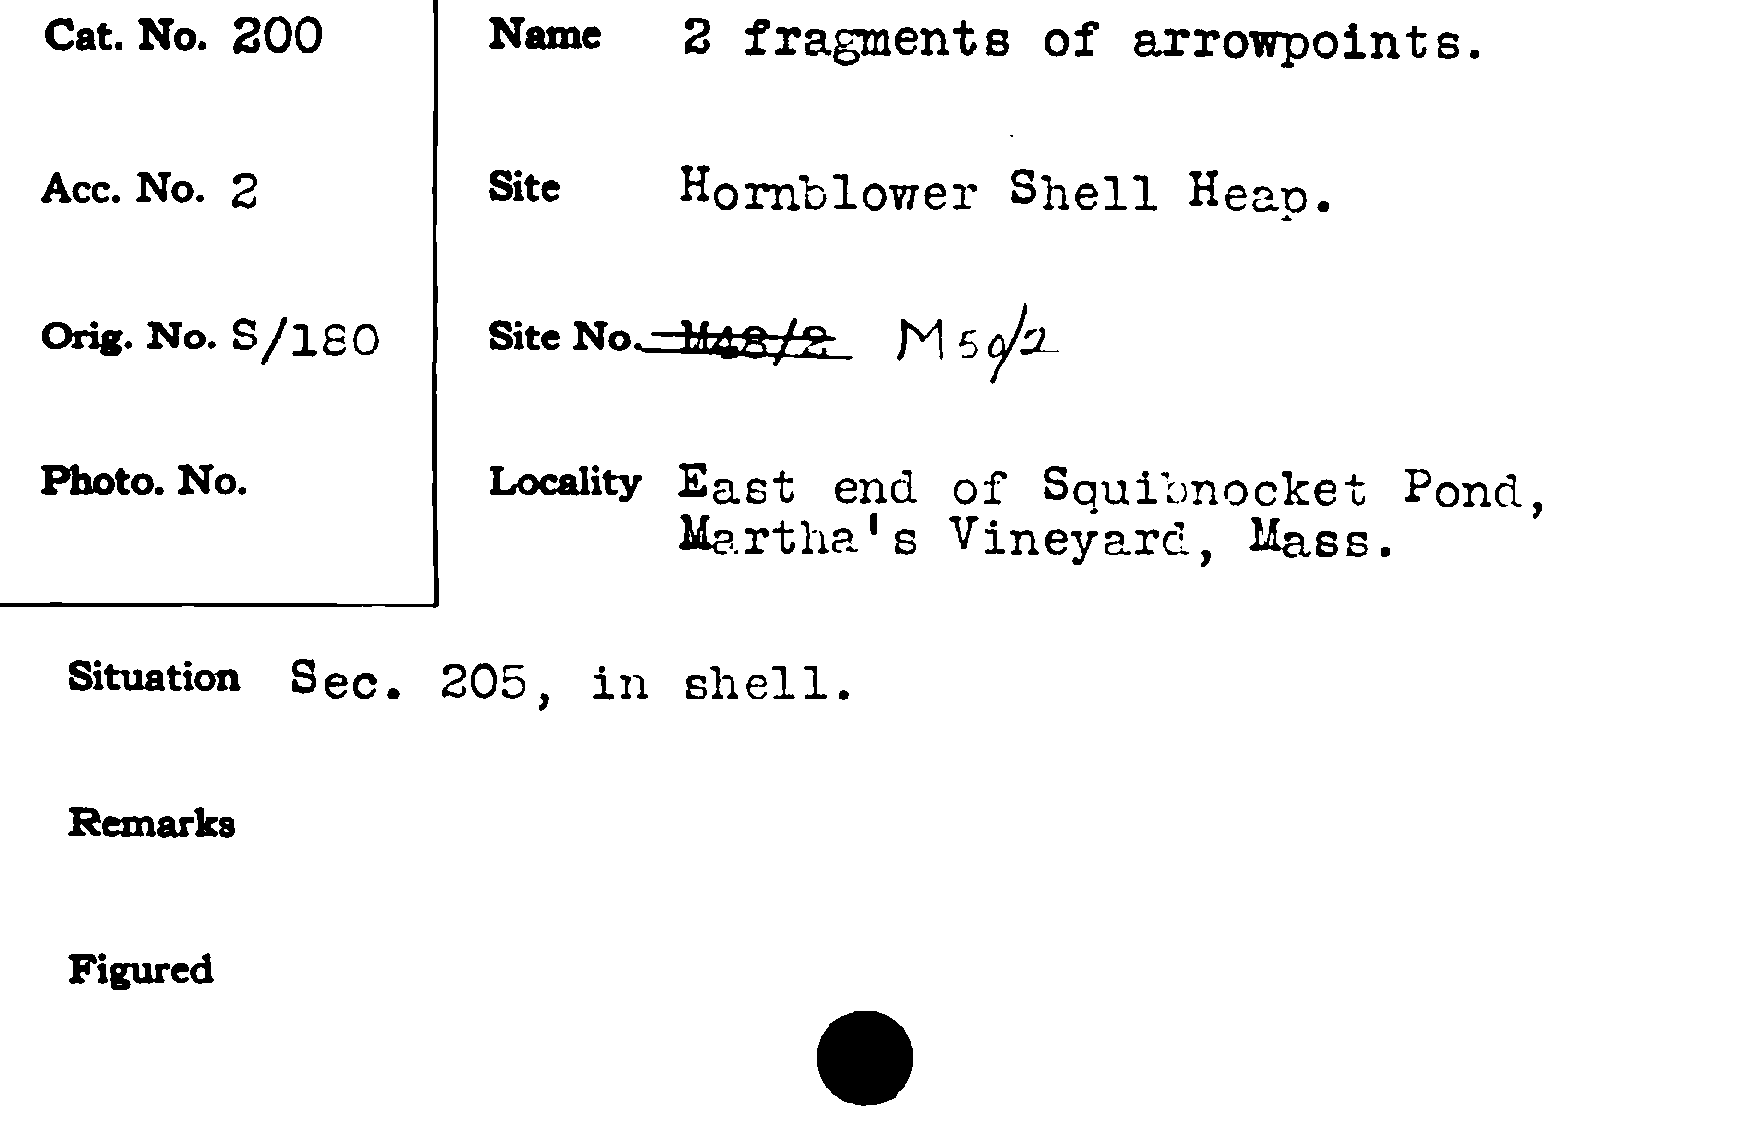 Cat. No. 200
Name 2 fragments of arrowpoints.
Acc. No. 2
Site Hornblower Shell Heap.
Orig. No. S/180
Site No. M48/2 M50/2
Photo. No.
Locality East end of Squibnocket Pond,
Martha's Vineyard, Mass.
Situation Sec. 205, in shell.
Remarks
Figured